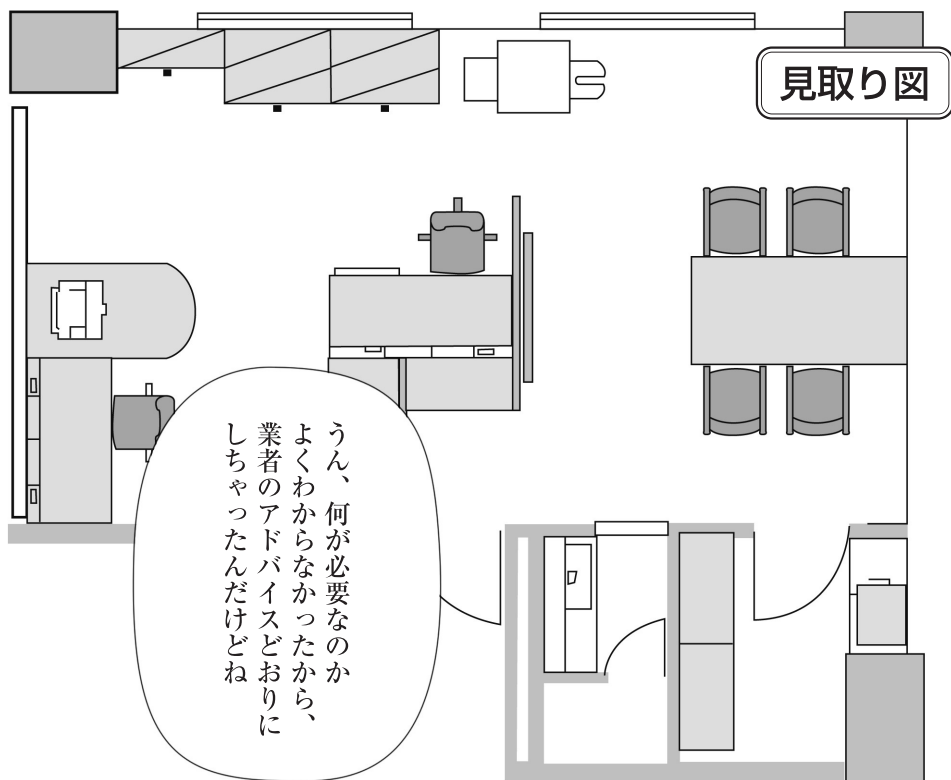 見取り図
うん、何が必要なのか
よくわからなかったから、
業者のアドバイスどおりに
しちゃったんだけどね